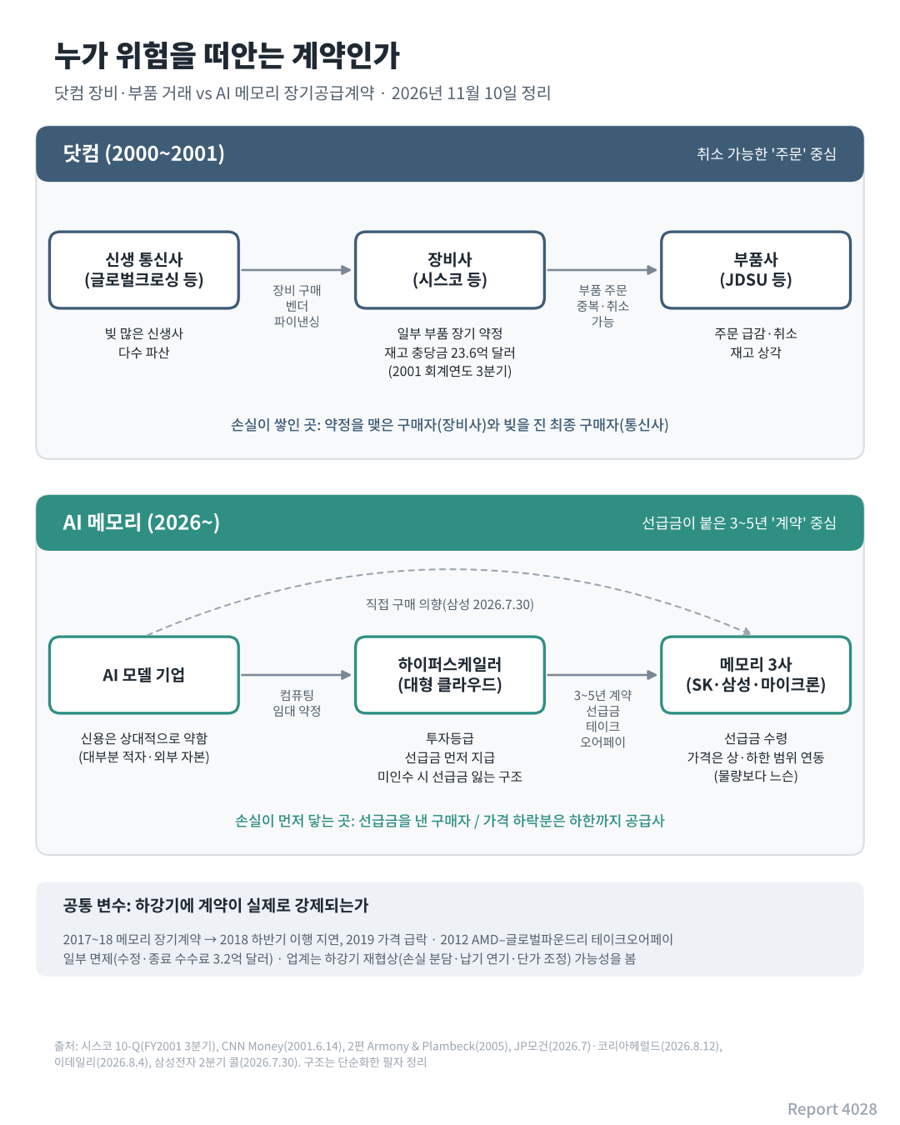 누가 위험을 떠안는 계약인가
닷컴 장비·부품 거래 vs AI 메모리 장기공급계약 · 2026년 11월 10일 정리
닷컴 (2000~2001)
취소 가능한 '주문' 중심
신생 통신사
(글로벌크로싱 등)
장비 구매
벤더
파이낸싱
장비사
(시스코 등)
부품 주문
중복·취소
가능
부품사
(JDSU 등)
빚 많은 신생사
다수 파산
일부 부품 장기 약정
재고 충당금 23.6억 달러
(2001 회계연도 3분기)
주문 급감·취소
재고 상각
손실이 쌓인 곳: 약정을 맺은 구매자(장비사)와 빚을 진 최종 구매자(통신사)
AI 메모리 (2026~)
선급금이 붙은 3~5년 '계약' 중심
직접 구매 의향(삼성 2026.7.30)
AI 모델 기업
컴퓨팅
임대 약정
하이퍼스케일러
(대형 클라우드)
3~5년 계약
선급금
테이크
오어페이
메모리 3사
(SK·삼성·마이크론)
신용은 상대적으로 약함
(대부분 적자·외부 자본)
투자등급
선급금 먼저 지급
미인수 시 선급금 잃는 구조
선급금 수령
가격은 상·하한 범위 연동
(물량보다 느슨)
손실이 먼저 닿는 곳: 선급금을 낸 구매자 / 가격 하락분은 하한까지 공급사
공통 변수: 하강기에 계약이 실제로 강제되는가
2017~18 메모리 장기계약 → 2018 하반기 이행 지연, 2019 가격 급락 · 2012 AMD–글로벌파운드리 테이크오어페이
일부 면제(수정·종료 수수료 3.2억 달러) · 업계는 하강기 재협상(손실 분담·납기 연기·단가 조정) 가능성을 봄
출처: 시스코 10-Q(FY2001 3분기), CNN Money(2001.6.14), 2편 Armony & Plambeck(2005), JP모건(2026.7)·코리아헤럴드(2026.8.12),
이데일리(2026.8.4), 삼성전자 2분기 콜(2026.7.30). 구조는 단순화한 필자 정리
Report 4028